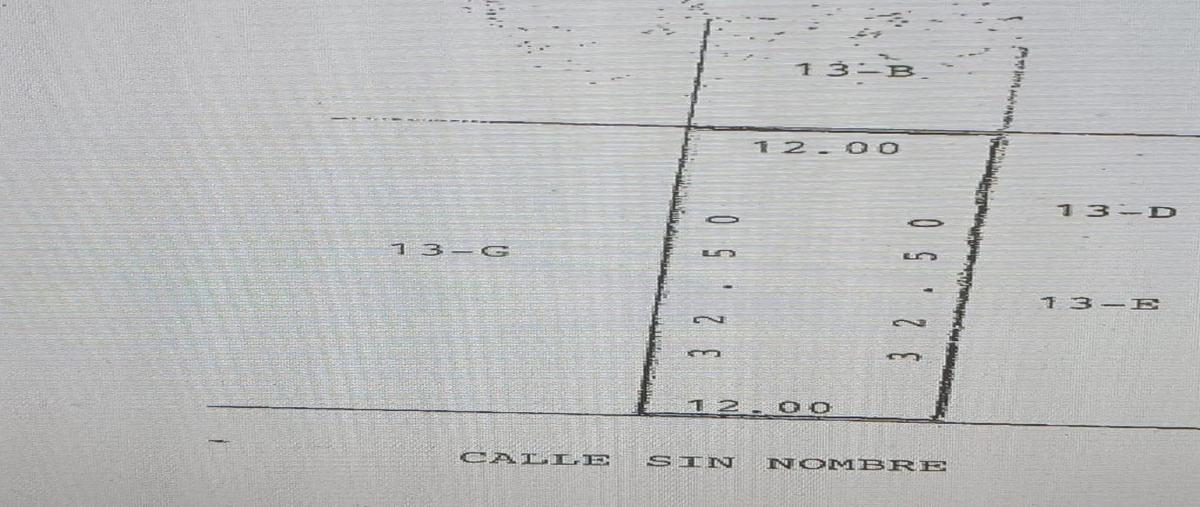 13-B
12.00
13-D
13-G
32.50
32.50
13-E
12.00
CALLE SIN NOMBRE